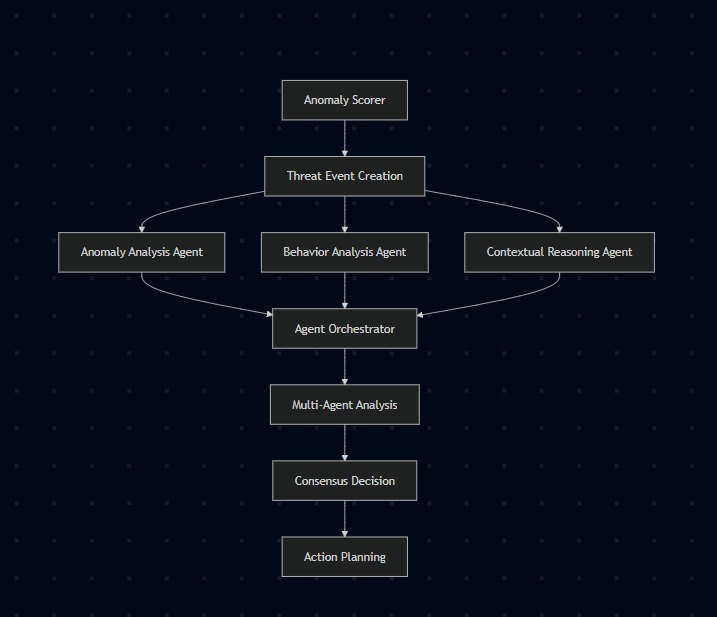 Anomaly Scorer
Threat Event Creation
Anomaly Analysis Agent
Behavior Analysis Agent
Contextual Reasoning Agent
Agent Orchestrator
Multi-Agent Analysis
Consensus Decision
Action Planning